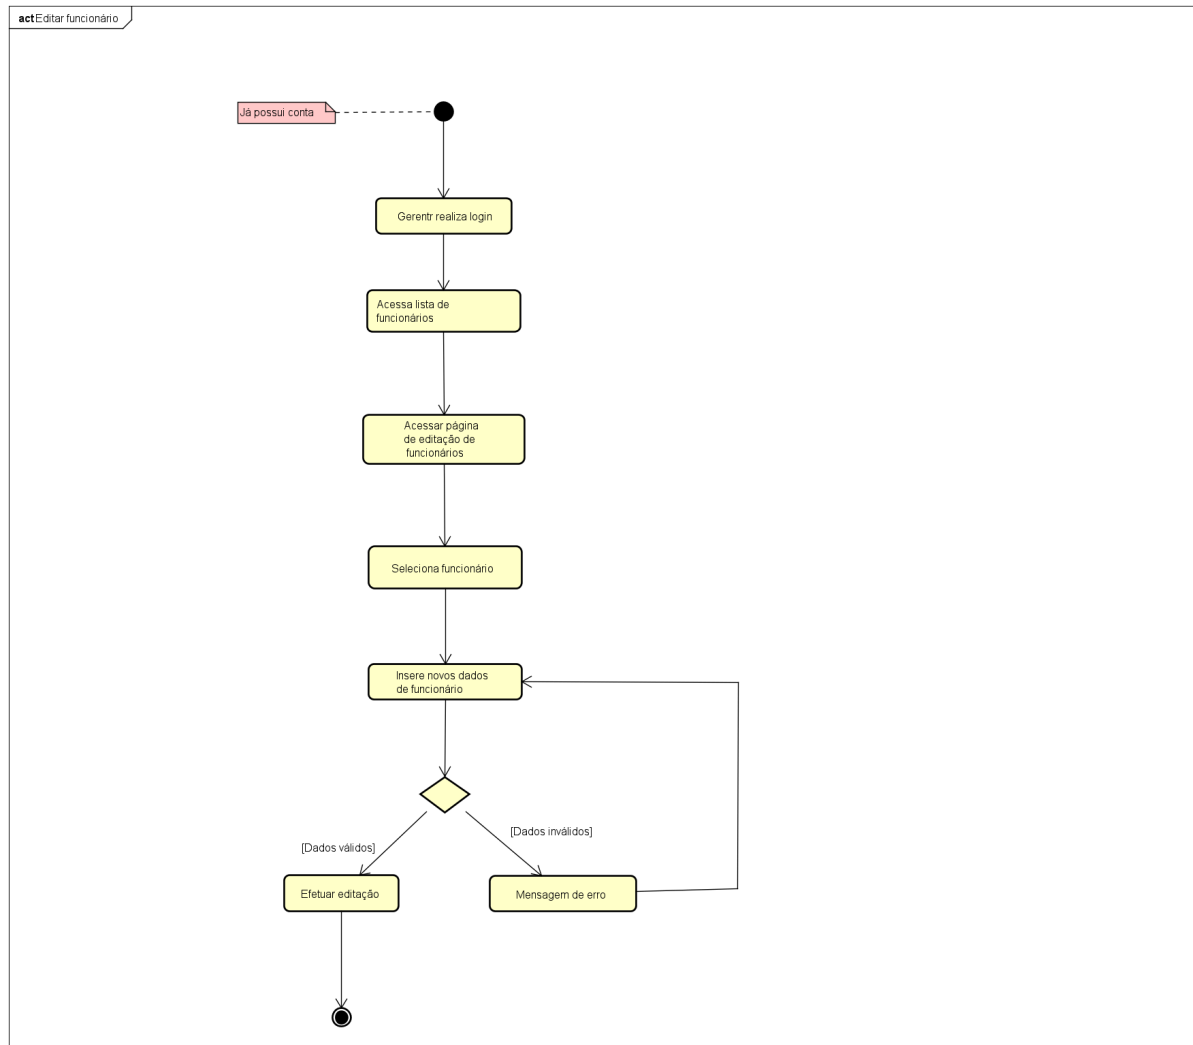 act Editar funcionário
Já possui conta
Gerentr realiza login
Acessa lista de
funcionários
Acessar página
de editação de
funcionários
Seleciona funcionário
Insere novos dados
de funcionário
[Dados inválidos]
[Dados válidos]
Efetuar editação
Mensagem de erro